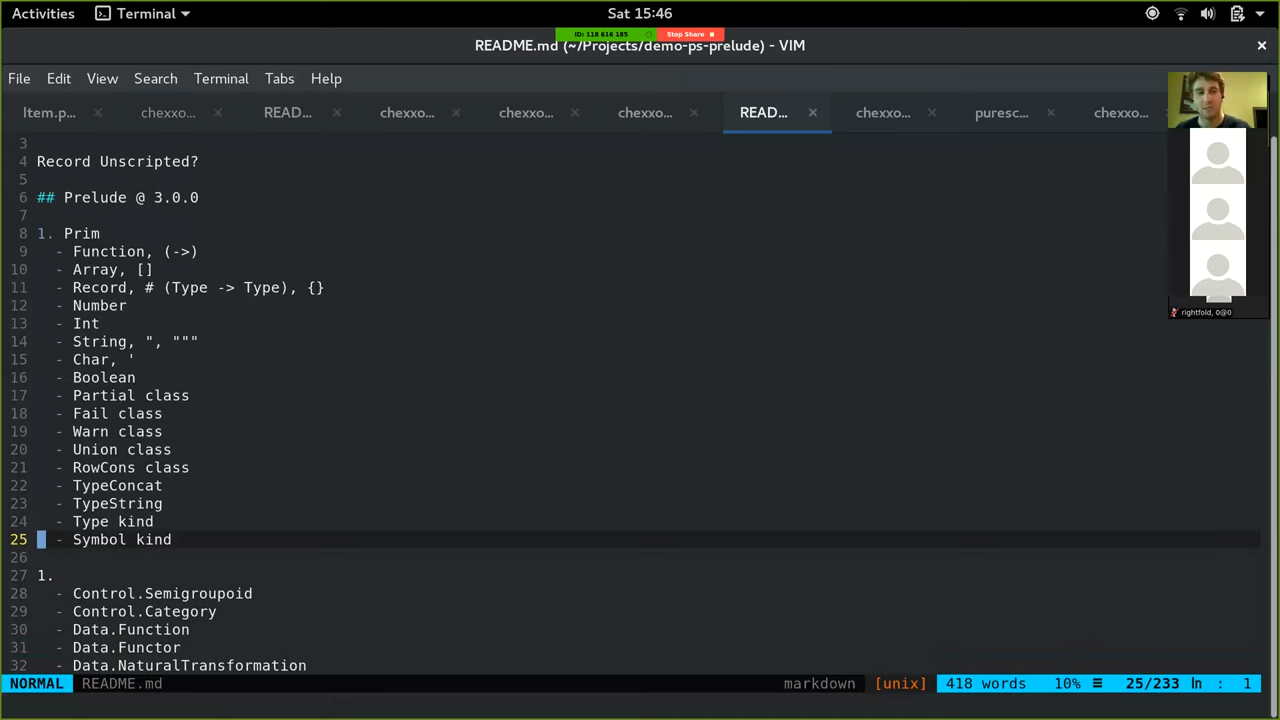 Activities Terminal Sat 15:46
ID: 118 616 185 Stop Share
README.md (~/Projects/demo-ps-prelude) - VIM
File Edit View Search Terminal Tabs Help
Item.p... chexxo... READ... chexxo... chexxo... chexxo... READ... chexxo... puresc... chexxo...
3
4 Record Unscripted?
5
6 ## Prelude @ 3.0.0
7
8 1. Prim
9 - Function, (->)
10 - Array, []
11 - Record, # (Type -> Type), {}
12 - Number
13 - Int
14 - String, ", """
15 - Char, '
16 - Boolean
17 - Partial class
18 - Fail class
19 - Warn class
20 - Union class
21 - RowCons class
22 - TypeConcat
23 - TypeString
24 - Type kind
25 - Symbol kind
26
27 1.
28 - Control.Semigroupoid
29 - Control.Category
30 - Data.Function
31 - Data.Functor
32 - Data.NaturalTransformation
rightfold, 0@0
NORMAL README.md markdown [unix] 418 words 10% ☰ 25/233 ln : 1